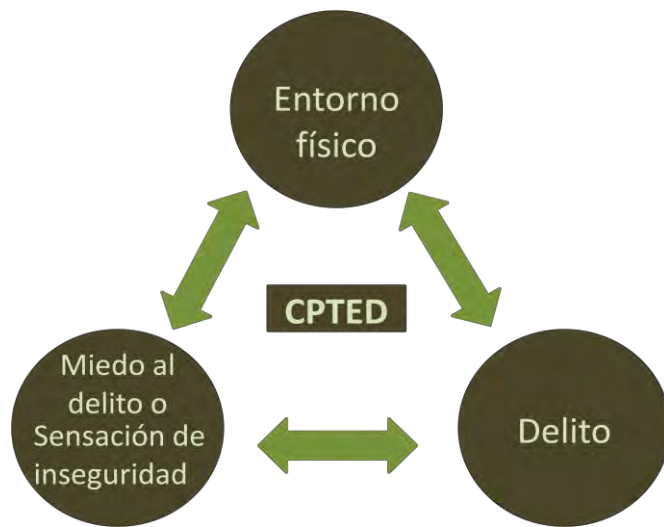 Entorno
físico
CPTED
Miedo al
delito o
Sensación de
inseguridad
Delito